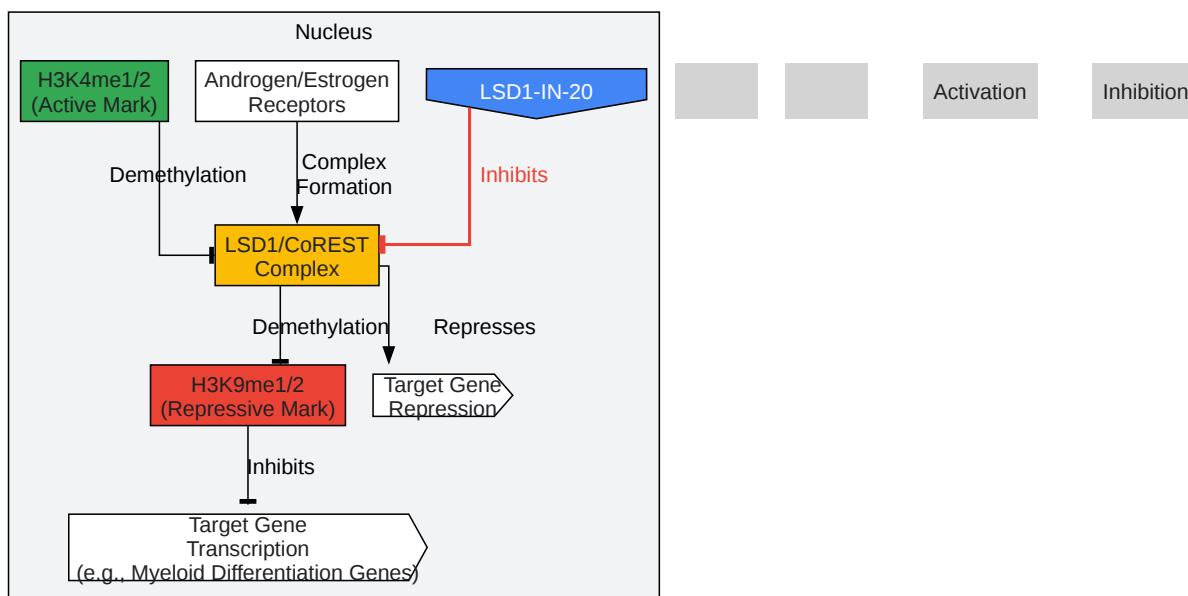 Nucleus
H3K4me1/2
(Active Mark)
Androgen/Estrogen
Receptors
LSD1-IN-20
Activation
Inhibition
Demethylation
Complex
Formation
Inhibits
LSD1/CoREST
Complex
Demethylation
Represses
H3K9me1/2
(Repressive Mark)
Target Gene
Repression
Inhibits
Target Gene
Transcription
(e.g., Myeloid Differentiation Genes)